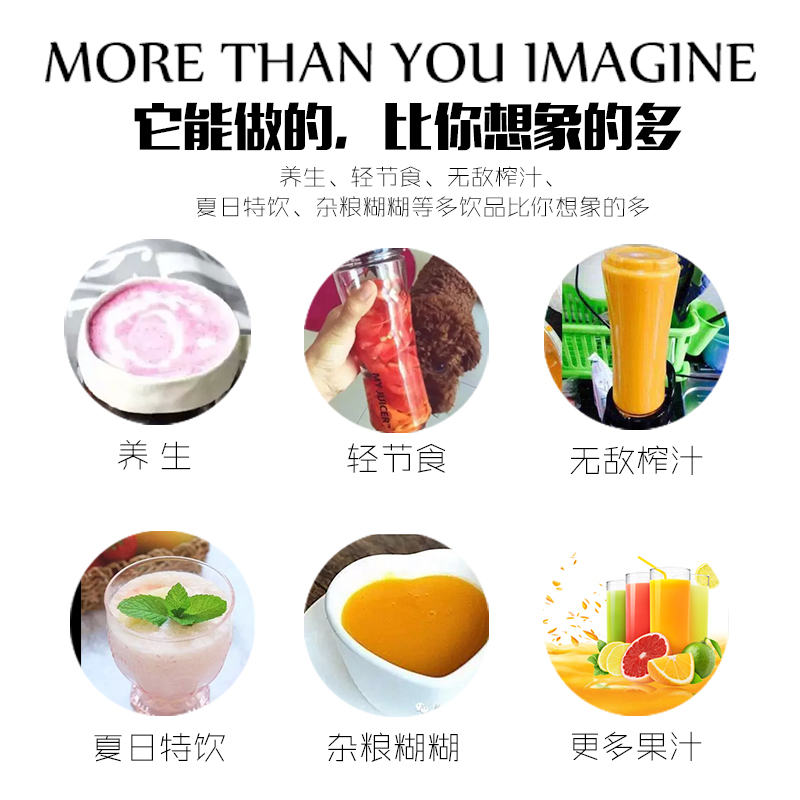 MORE THAN YOU IMAGINE
它能做的，比你想象的多
养生、轻节食、无敌榨汁、
夏日特饮、杂粮糊糊等多饮品比你想象的多
MY JUICER™
养生
轻节食
无敌榨汁
夏日特饮
杂粮糊糊
更多果汁